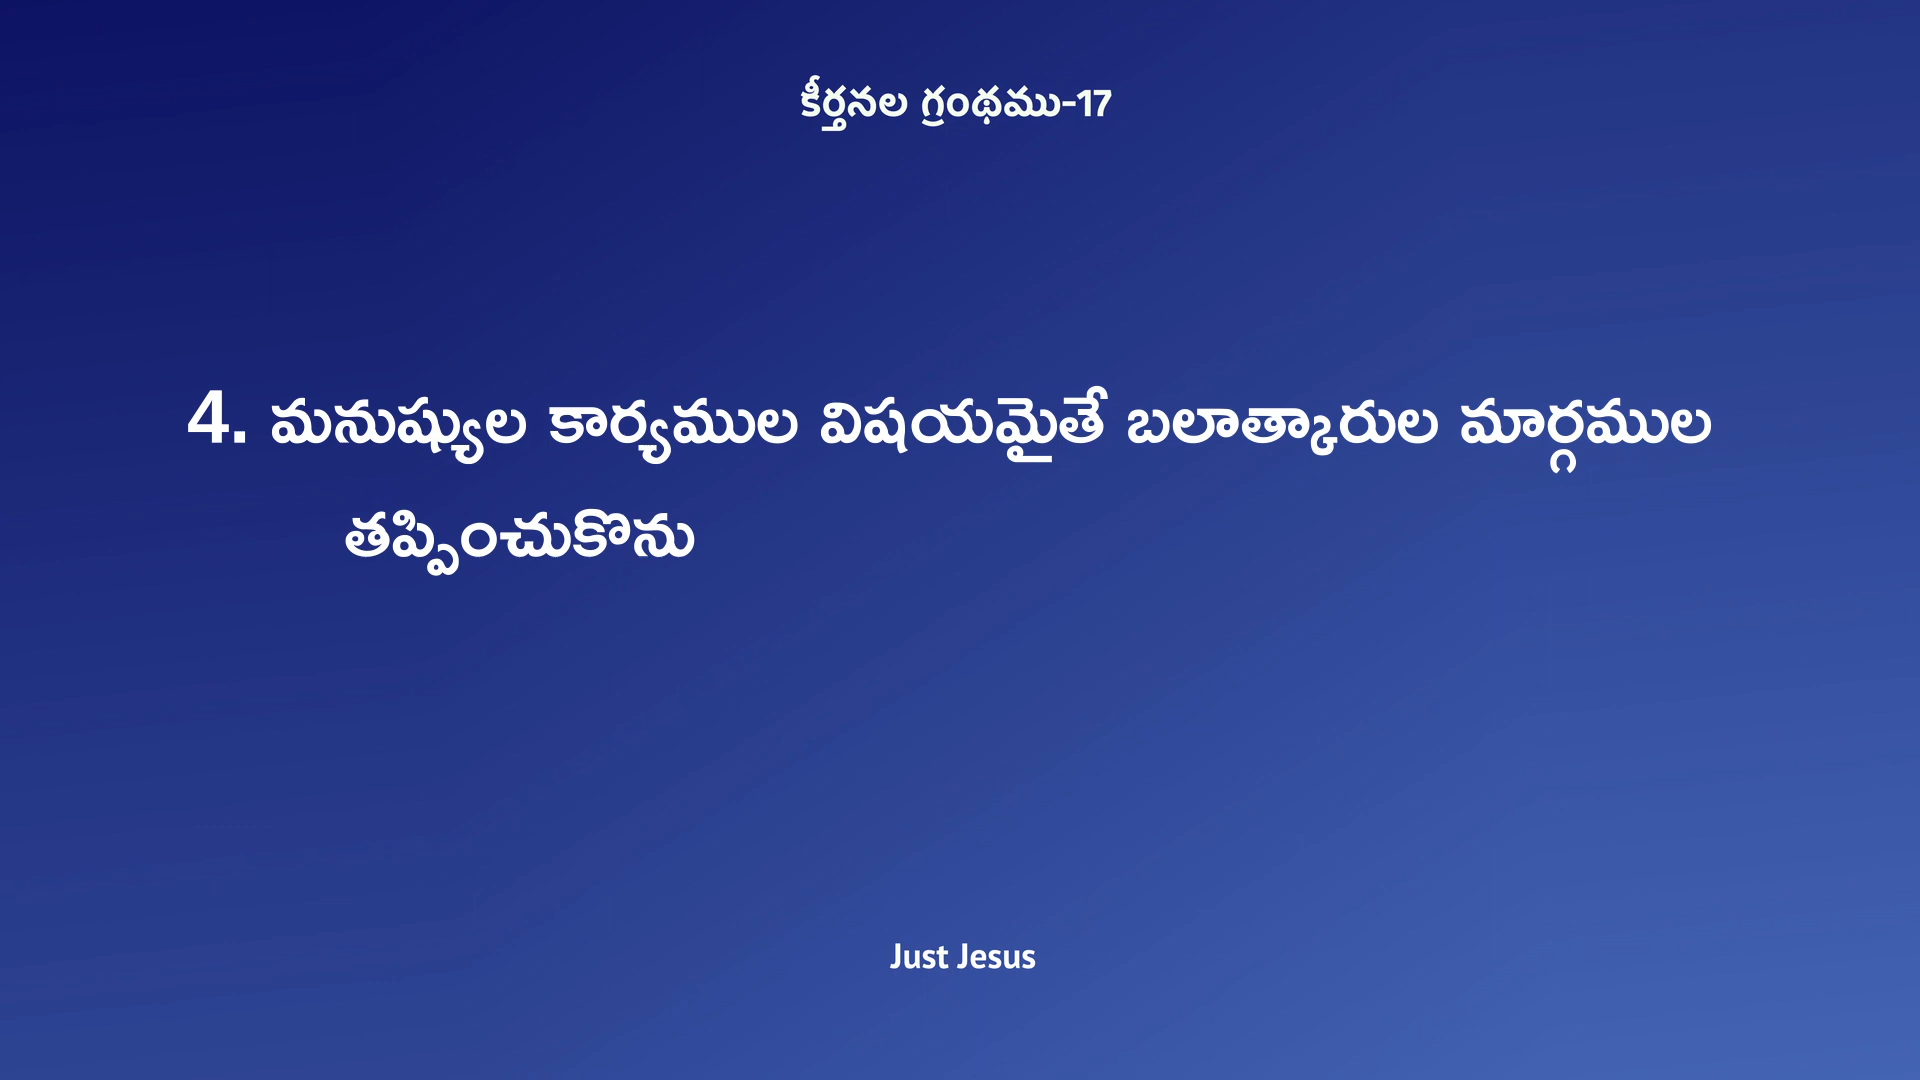 కీర్తనల గ్రంథము-17
4. మనుష్యుల కార్యముల విషయమైతే బలాత్కారుల మార్గముల
తప్పించుకొను
Just Jesus